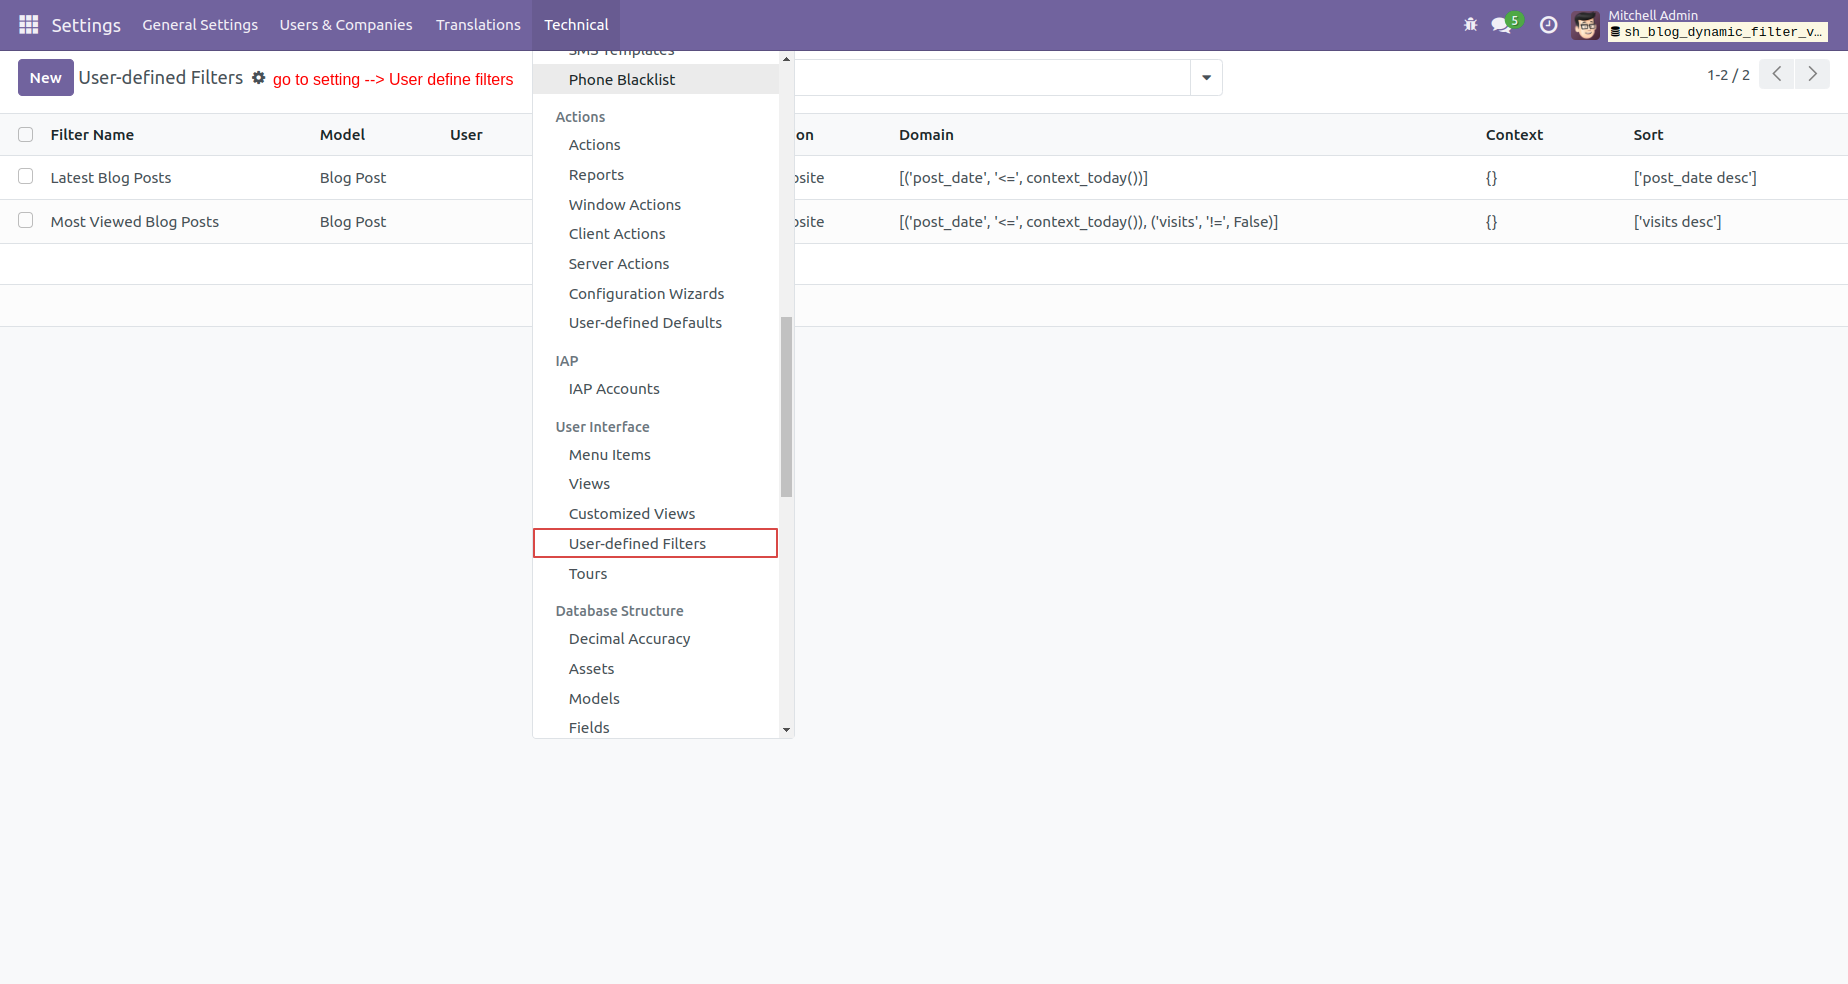 Settings General Settings Users & Companies Translations Technical 5 Mitchell Admin
sh_blog_dynamic_filter_v...
New User-defined Filters go to setting --> User define filters 1-2 / 2
Filter Name Model User Domain Context Sort
Latest Blog Posts Blog Post [('post_date', '<=', context_today())] {} ['post_date desc']
Most Viewed Blog Posts Blog Post [('post_date', '<=', context_today()), ('visits', '!=', False)] {} ['visits desc']
SMS Templates
Phone Blacklist
Actions
Actions
Reports
Window Actions
Client Actions
Server Actions
Configuration Wizards
User-defined Defaults
IAP
IAP Accounts
User Interface
Menu Items
Views
Customized Views
User-defined Filters
Tours
Database Structure
Decimal Accuracy
Assets
Models
Fields